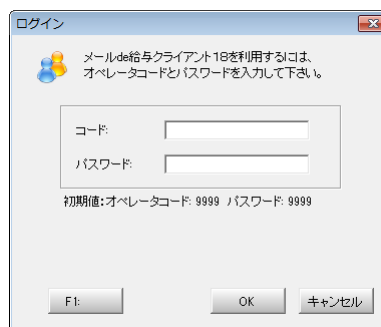 ログイン
メールde給与クライアント18を利用するには、
オペレータコードとパスワードを入力して下さい。
コード:
パスワード:
初期値:オペレータコード: 9999 パスワード: 9999
F1:
OK
キャンセル